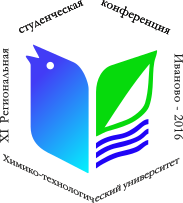 XI Региональная
студенческая конференция
Иваново - 2016
Химико-технологический университет